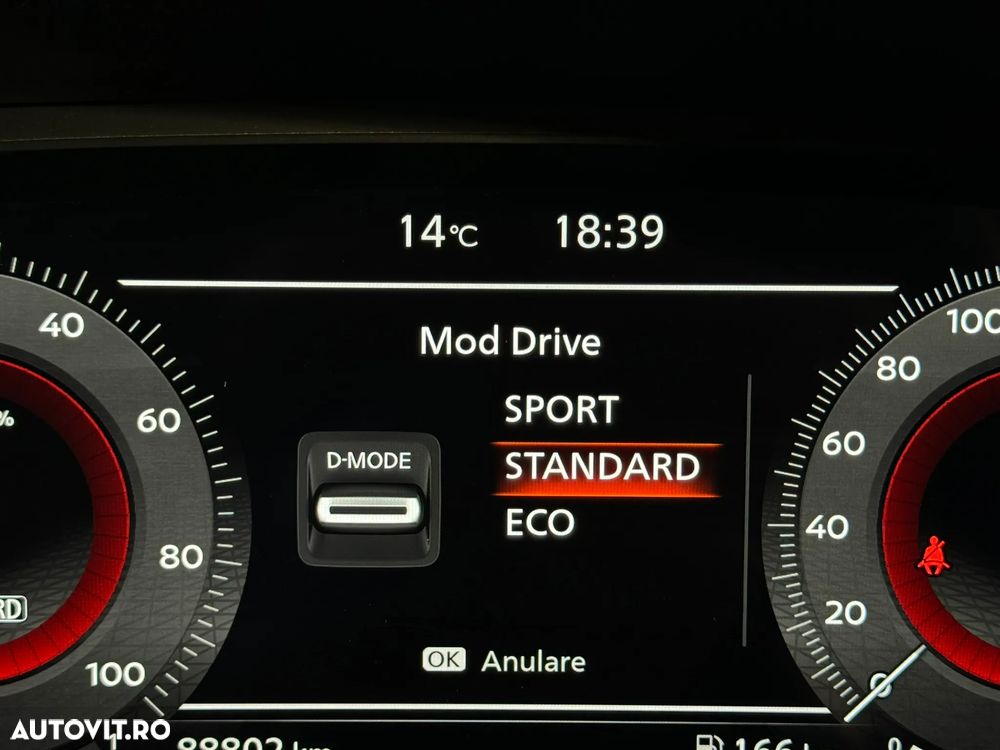 14°C 18:39
Mod Drive
40
60
80
100
%
D-MODE
SPORT
STANDARD
ECO
100
80
60
40
20
0
OK Anulare
AUTOVIT.RO